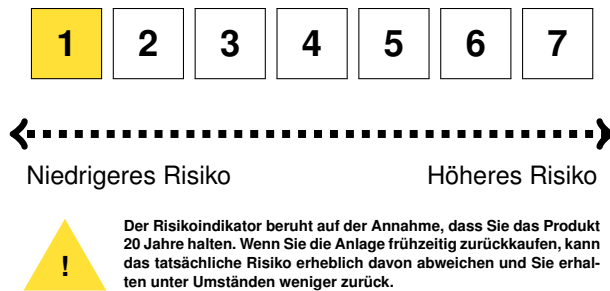 1 2 3 4 5 6 7
Niedrigeres Risiko Höheres Risiko
Der Risikoindikator beruht auf der Annahme, dass Sie das Produkt
20 Jahre halten. Wenn Sie die Anlage frühzeitig zurückkaufen, kann
das tatsächliche Risiko erheblich davon abweichen und Sie erhal-
ten unter Umständen weniger zurück.
!